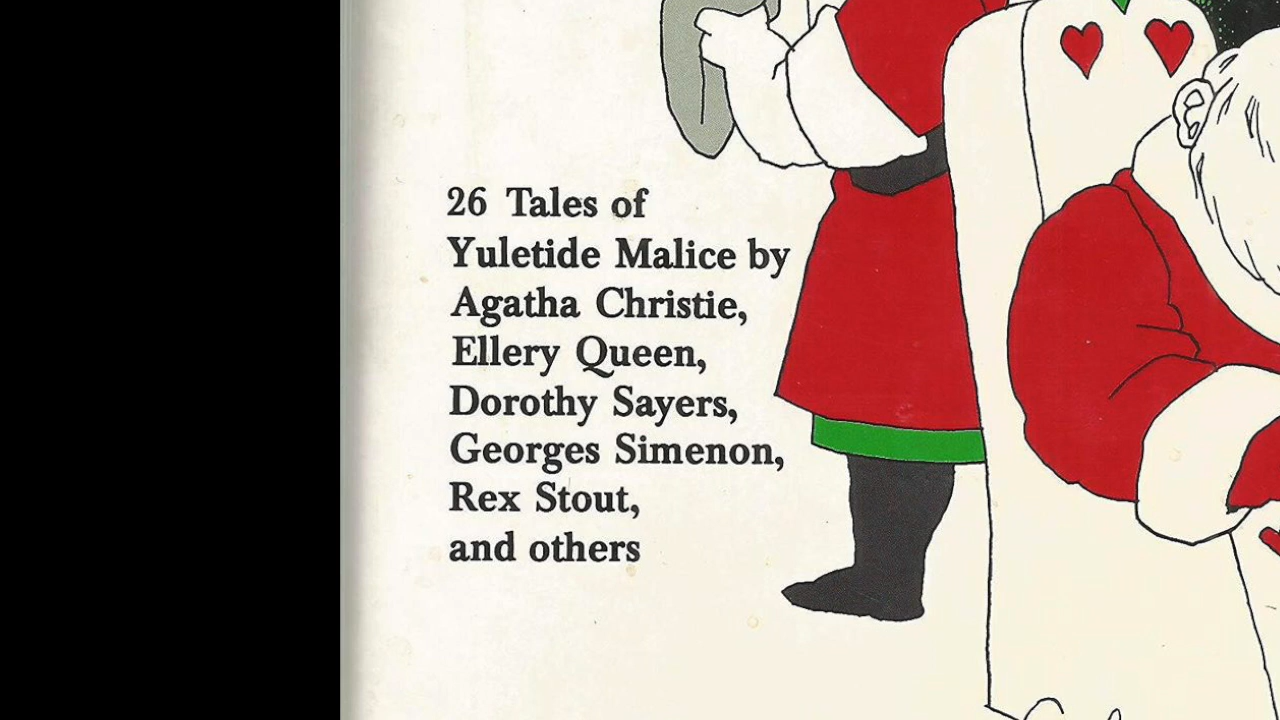 26 Tales of
Yuletide Malice by
Agatha Christie,
Ellery Queen,
Dorothy Sayers,
Georges Simenon,
Rex Stout,
and others